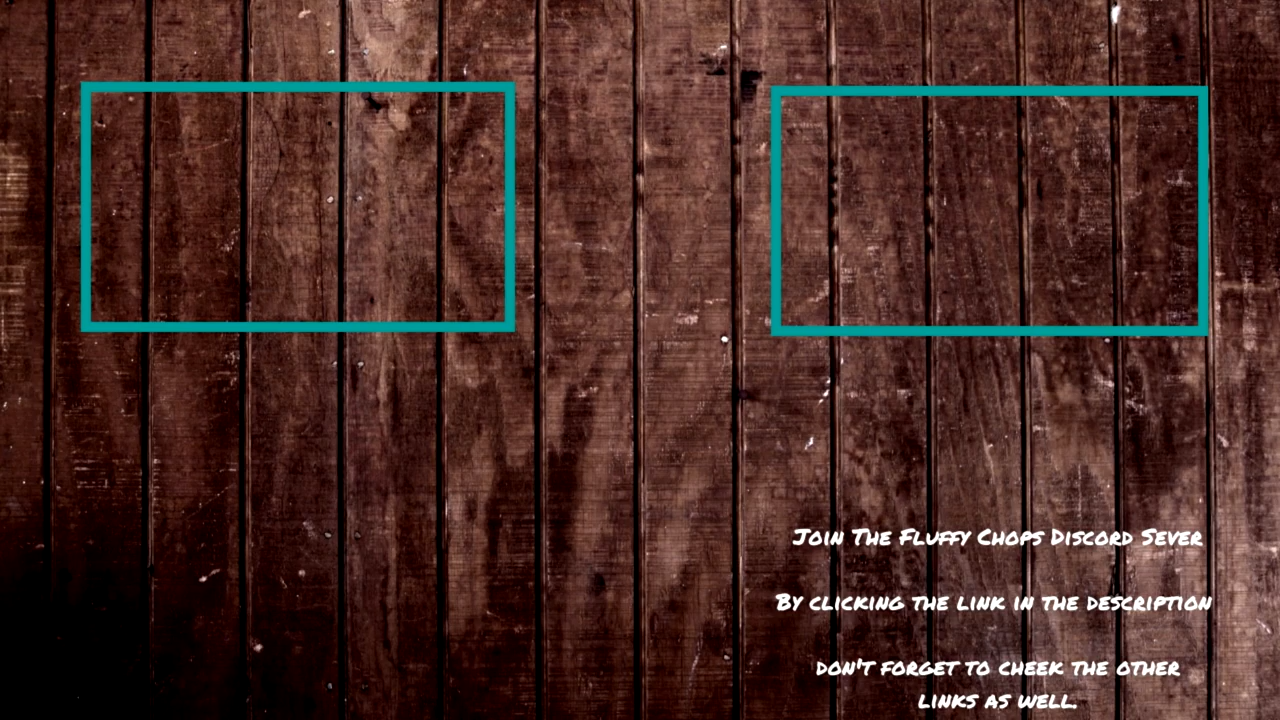 Join The Fluffy Chops Discord Sever
By clicking the link in the description
don't forget to cheek the other
links as well.